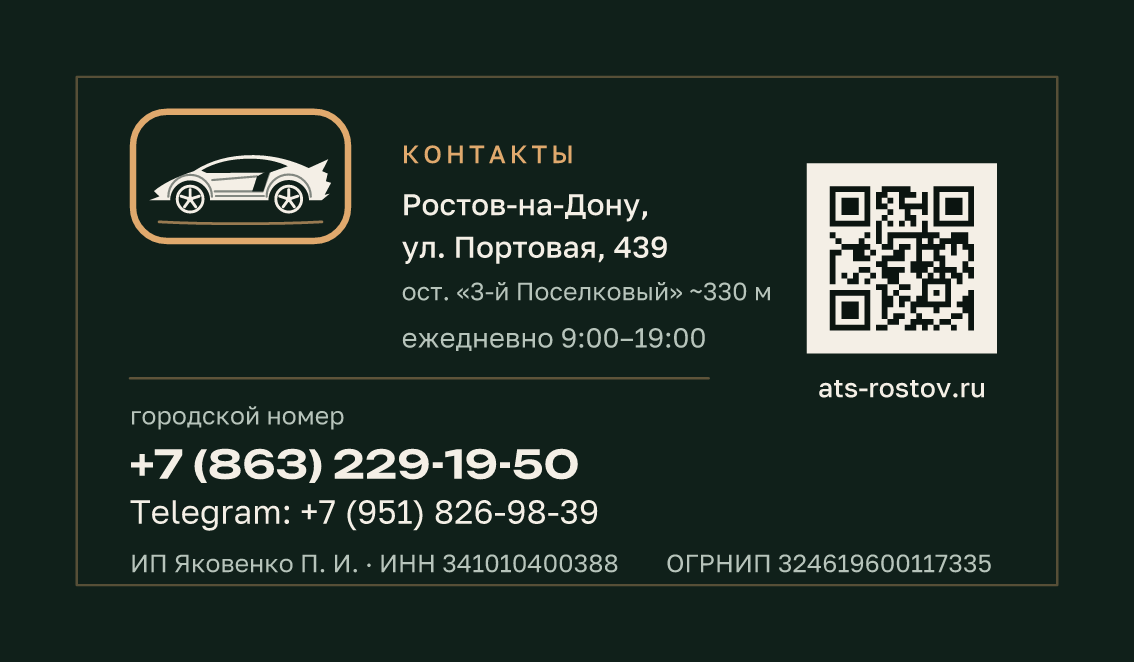 КОНТАКТЫ
Ростов-на-Дону,
ул. Портовая, 439
ост. «3-й Поселковый» ~330 м
ежедневно 9:00–19:00
ats-rostov.ru
городской номер
+7 (863) 229-19-50
Telegram: +7 (951) 826-98-39
ИП Яковенко П. И. · ИНН 341010400388 ОГРНИП 324619600117335